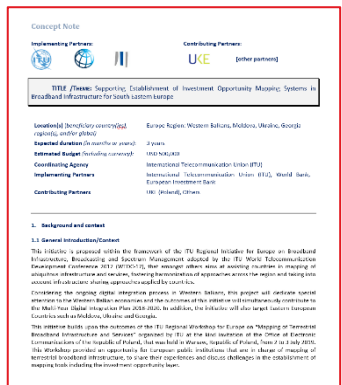 Concept Note
Implementing Partners: Contributing Partners:
UKE [other partners]
TITLE /Theme: Supporting Establishment of Investment Opportunity Mapping Systems in
Broadband Infrastructure for South Eastern Europe
Location(s) (beneficiary country(ies), Europe Region: Western Balkans, Moldova, Ukraine, Georgia
region(s), and/or global)
Expected duration (in months or years): 2 years
Estimated Budget (including currency): USD 500,000
Coordinating Agency International Telecommunication Union (ITU)
Implementing Partners International Telecommunication Union (ITU), World Bank,
European Investment Bank
Contributing Partners UKE (Poland), Others
1. Background and context
1.1 General Introduction/Context
This initiative is proposed within the framework of the ITU Regional Initiative for Europe on Broadband
Infrastructure, Broadcasting and Spectrum Management adopted by the ITU World Telecommunication
Development Conference 2017 (WTDC-17), that amongst others aims at assisting countries in mapping of
ubiquitous infrastructure and services, fostering harmonization of approaches across the region and taking into
account infrastructure sharing approaches applied by countries.
Considering the ongoing digital integration process in Western Balkans, this project will dedicate special
attention to the Western Balkan economies and the outcomes of this initiative will simultaneously contribute to
the Multi-Year Digital Integration Plan 2018-2020. In addition, the initiative will also target Eastern European
Countries such as Moldova, Ukraine and Georgia.
This initiative builds upon the outcomes of the ITU Regional Workshop for Europe on "Mapping of Terrestrial
Broadband Infrastructure and Services" organized by ITU at the kind invitation of the Office of Electronic
Communications of the Republic of Poland, that was held in Warsaw, Republic of Poland, from 2 to 3 July 2019.
This Workshop provided an opportunity for European public institutions that are in charge of mapping of
broadband infrastructure, to share their experiences and discuss challenges in the establishment of
mapping tools including the investment opportunity layer.